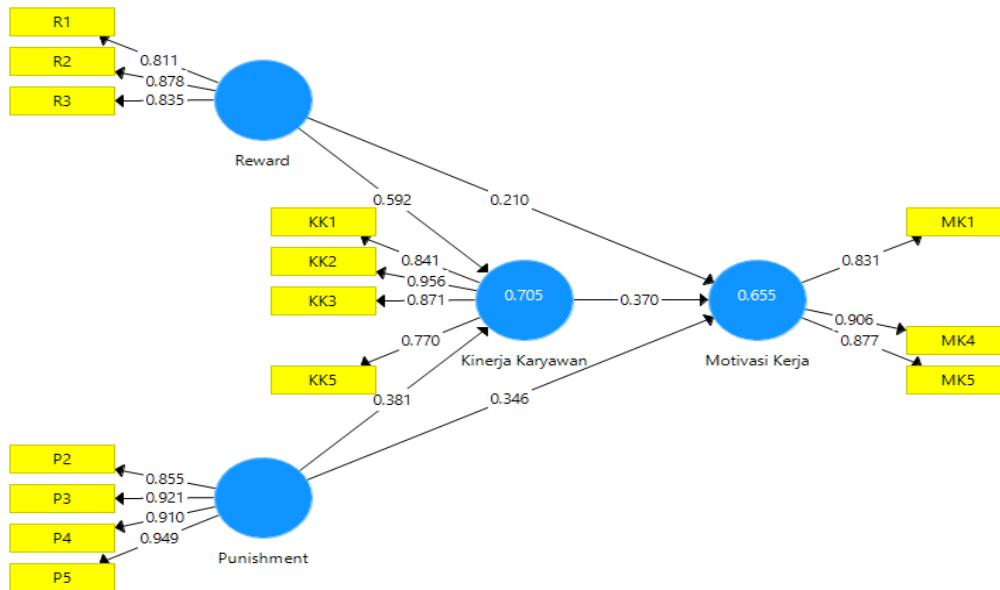 R1
R2
R3
0.811
0.878
0.835
Reward
0.592
0.210
KK1
KK2
KK3
KK5
0.841
0.956
0.871
0.770
0.705
Kinerja Karyawan
0.370
0.655
Motivasi Kerja
0.831
0.906
0.877
MK1
MK4
MK5
0.381
0.346
P2
P3
P4
P5
0.855
0.921
0.910
0.949
Punishment